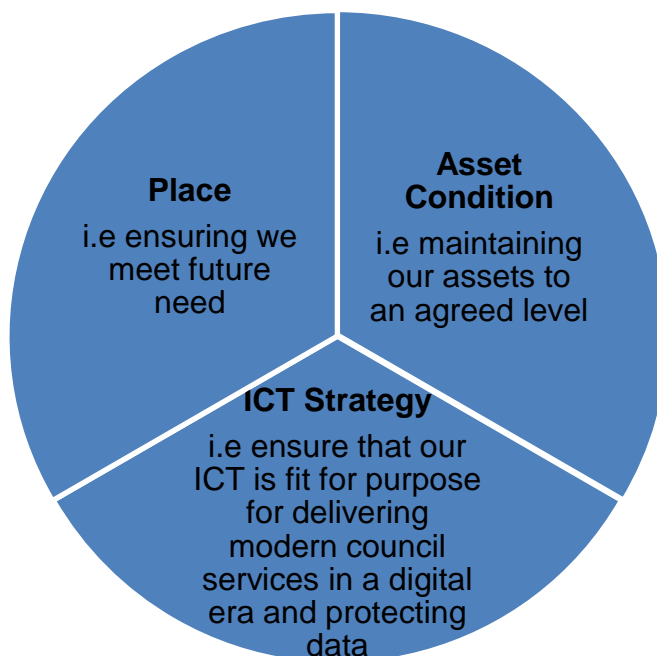 Place
i.e ensuring we
meet future
need
Asset
Condition
i.e maintaining
our assets to
an agreed level
ICT Strategy
i.e ensure that our
ICT is fit for purpose
for delivering
modern council
services in a digital
era and protecting
data